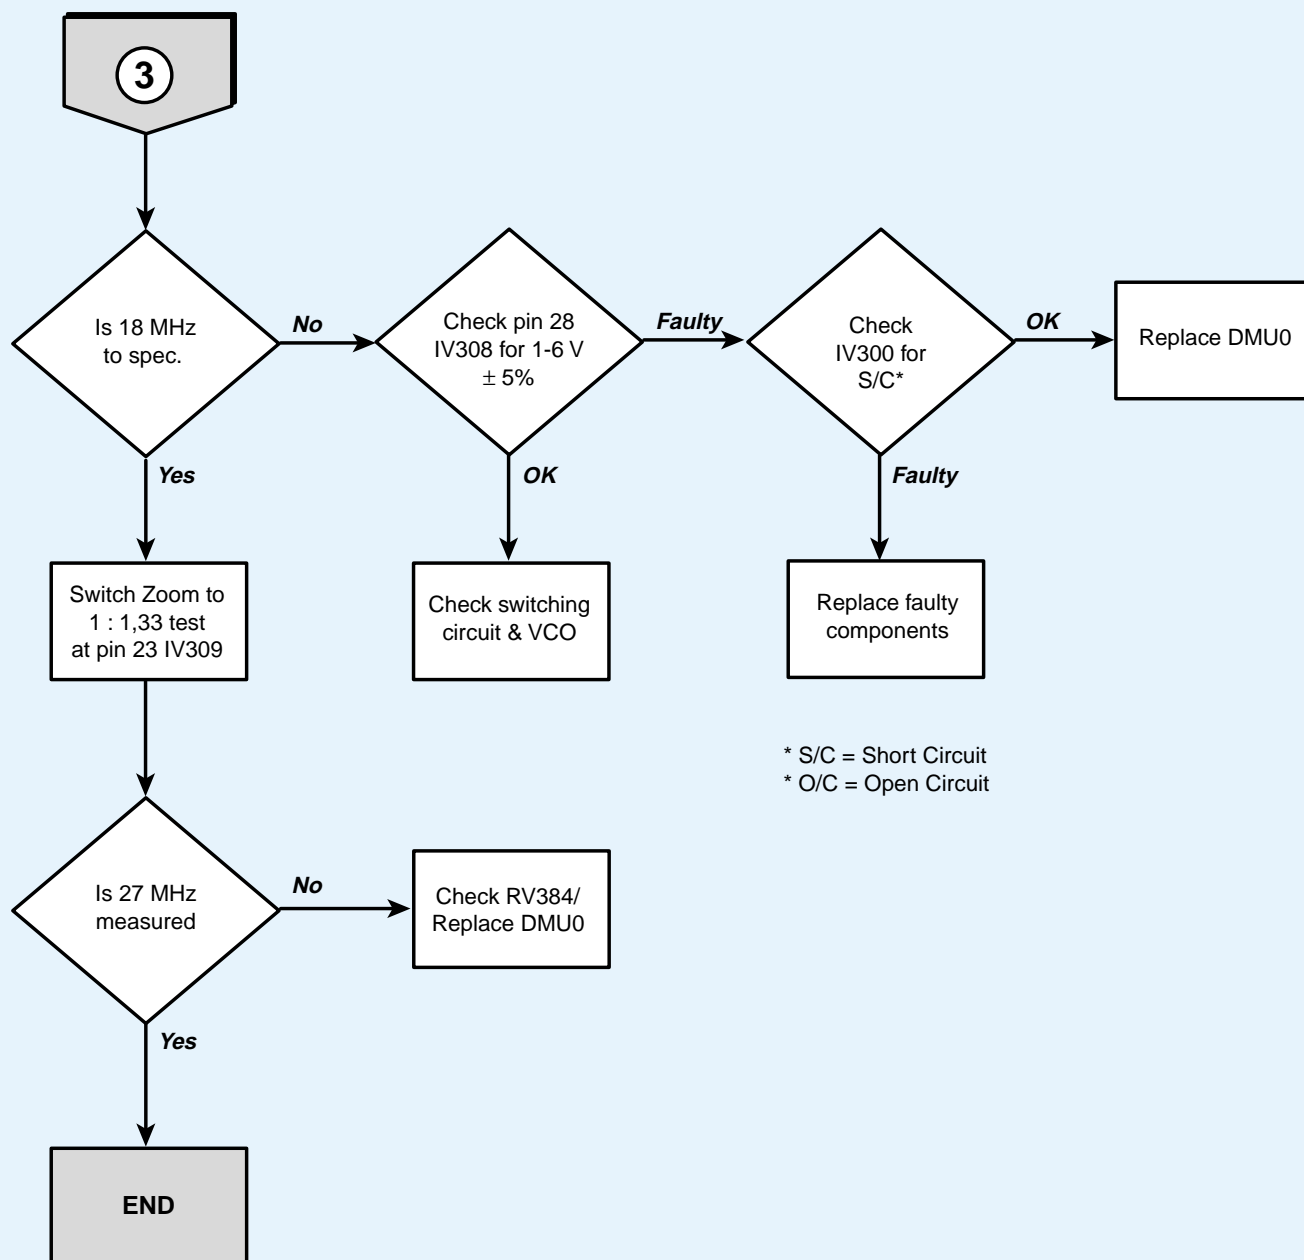 3
Is 18 MHz
to spec.
No
Check pin 28
IV308 for 1-6 V
± 5%
Faulty
Check
IV300 for
S/C*
OK
Replace DMU0
Yes
OK
Faulty
Switch Zoom to
1 : 1,33 test
at pin 23 IV309
Check switching
circuit & VCO
Replace faulty
components
* S/C = Short Circuit
* O/C = Open Circuit
Is 27 MHz
measured
No
Check RV384/
Replace DMU0
Yes
END